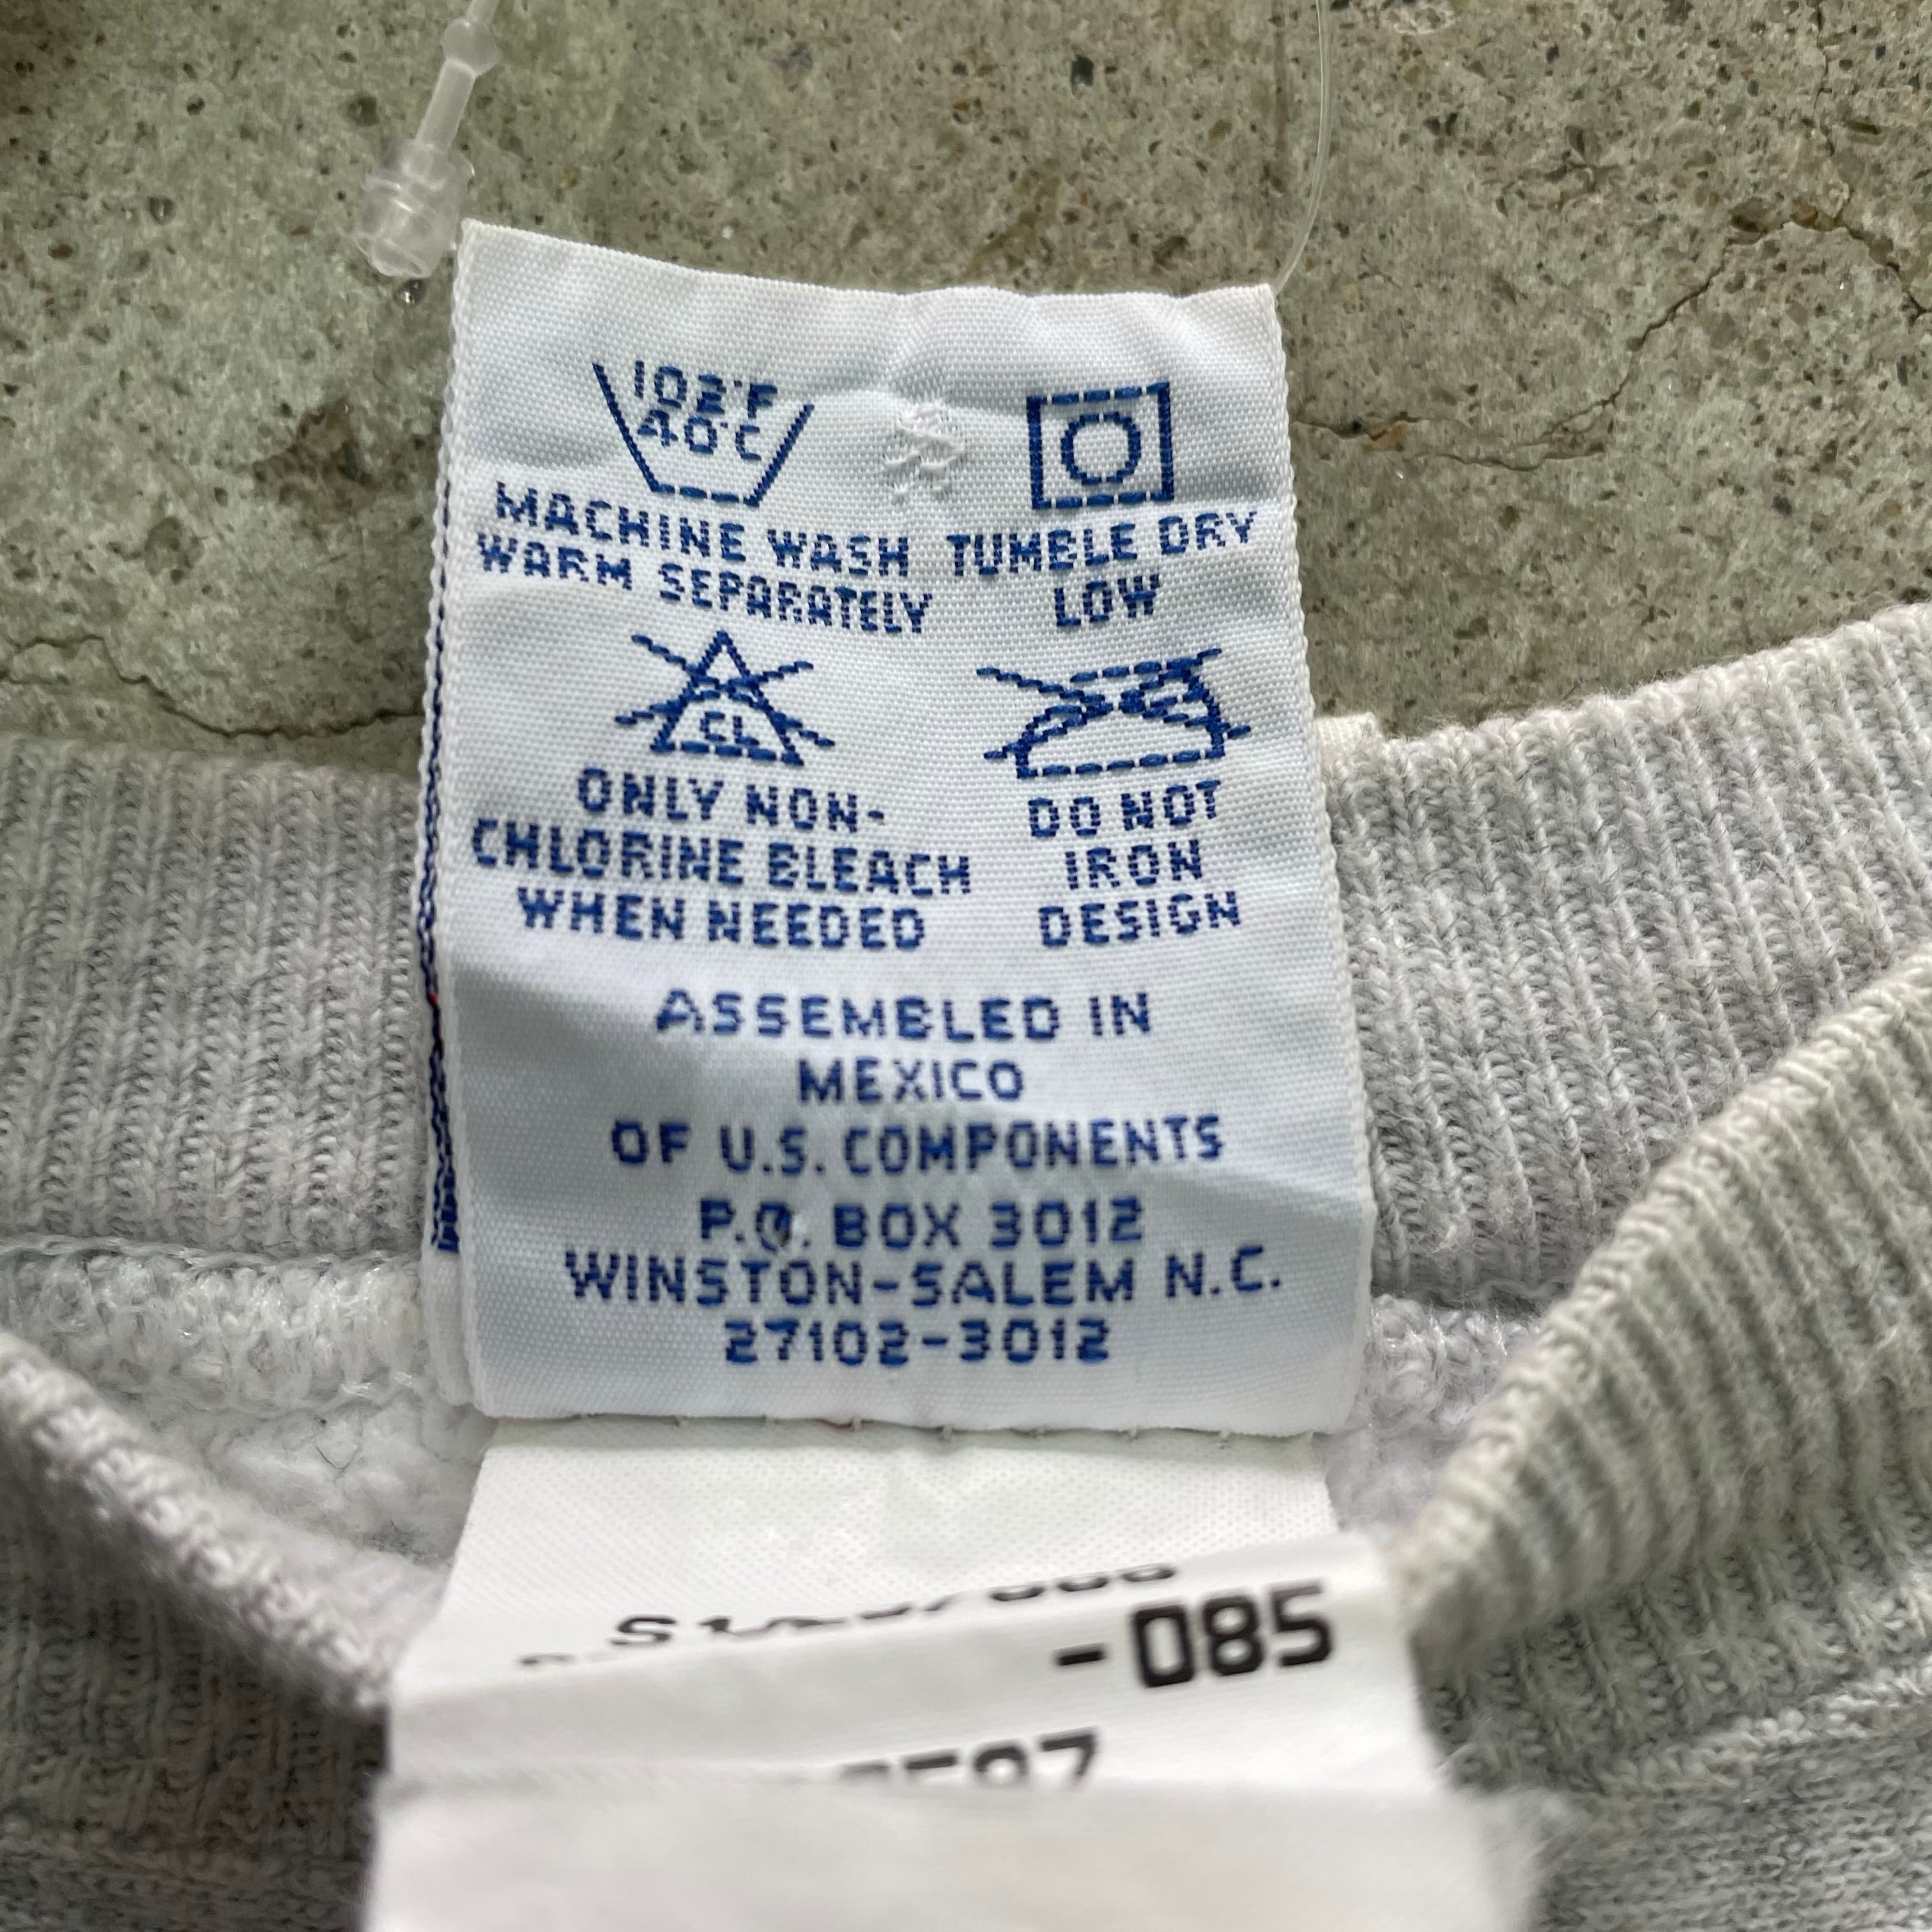 102°F
40°C
MACHINE WASH
WARM SEPARATELY
TUMBLE DRY
LOW
CL
ONLY NON-
CHLORINE BLEACH
WHEN NEEDED
DO NOT
IRON
DESIGN
ASSEMBLED IN
MEXICO
OF U.S. COMPONENTS
P.O. BOX 3012
WINSTON-SALEM N.C.
27102-3012
-085